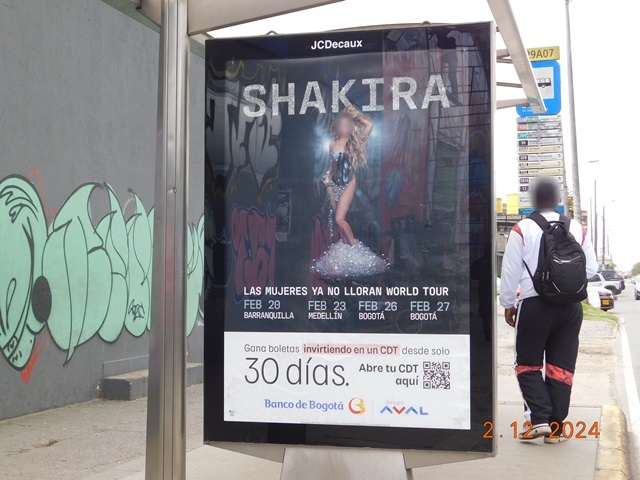 JCDecaux
SHAKIRA
LAS MUJERES YA NO LLORAN WORLD TOUR
FEB 20 FEB 23 FEB 26 FEB 27
BARRANQUILLA MEDELLÍN BOGOTÁ BOGOTÁ
Gana boletas invirtiendo en un CDT desde solo
30 días.
Abre tu CDT
aquí
Banco de Bogotá AVAL
9A07
2.12.2024